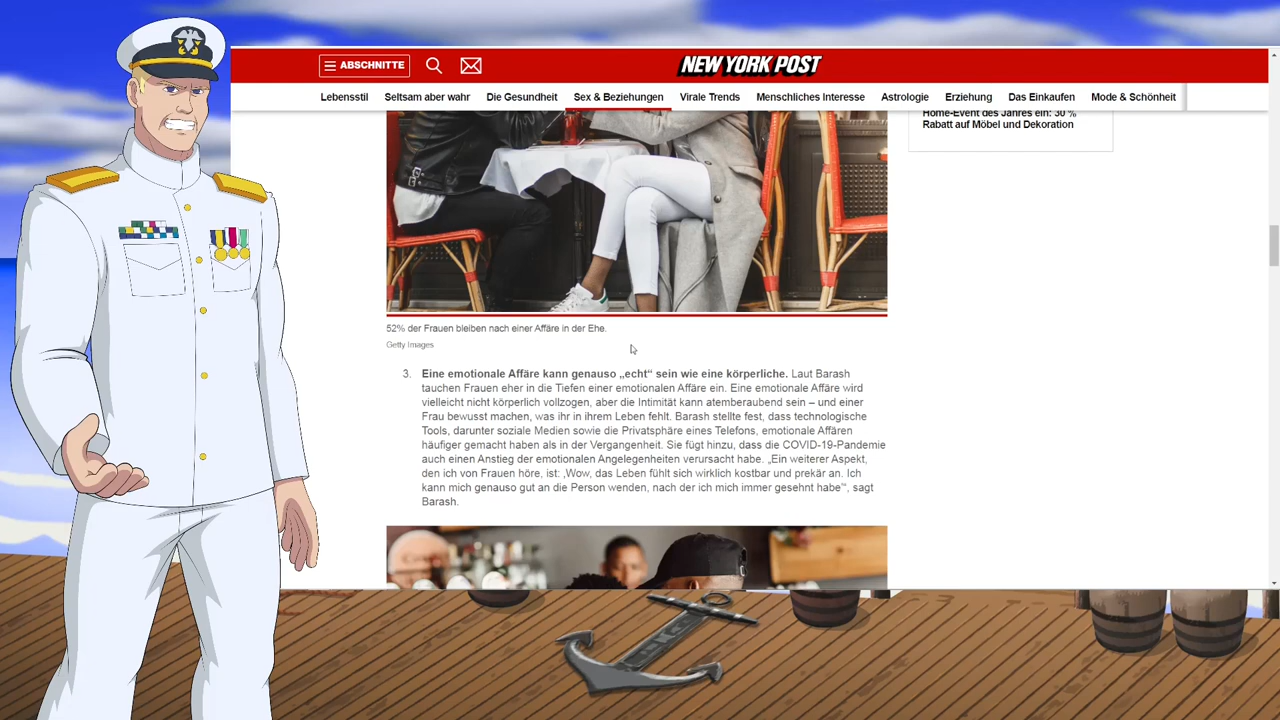 ABSCHNITTE
NEW YORK POST
Lebensstil Seltsam aber wahr Die Gesundheit Sex & Beziehungen Virale Trends Menschliches Interesse Astrologie Erziehung Das Einkaufen Mode & Schönheit
Home-Event des Jahres ein: 30 %
Rabatt auf Möbel und Dekoration
52% der Frauen bleiben nach einer Affäre in der Ehe.
Getty Images
3. Eine emotionale Affäre kann genauso „echt“ sein wie eine körperliche. Laut Barash
tauchen Frauen eher in die Tiefen einer emotionalen Affäre ein. Eine emotionale Affäre wird
vielleicht nicht körperlich vollzogen, aber die Intimität kann atemberaubend sein – und einer
Frau bewusst machen, was ihr in ihrem Leben fehlt. Barash stellte fest, dass technologische
Tools, darunter soziale Medien sowie die Privatsphäre eines Telefons, emotionale Affären
häufiger gemacht haben als in der Vergangenheit. Sie fügt hinzu, dass die COVID-19-Pandemie
auch einen Anstieg der emotionalen Angelegenheiten verursacht habe. „Ein weiterer Aspekt,
den ich von Frauen höre, ist: ‚Wow, das Leben fühlt sich wirklich kostbar und prekär an. Ich
kann mich genauso gut an die Person wenden, nach der ich mich immer gesehnt habe‘“, sagt
Barash.